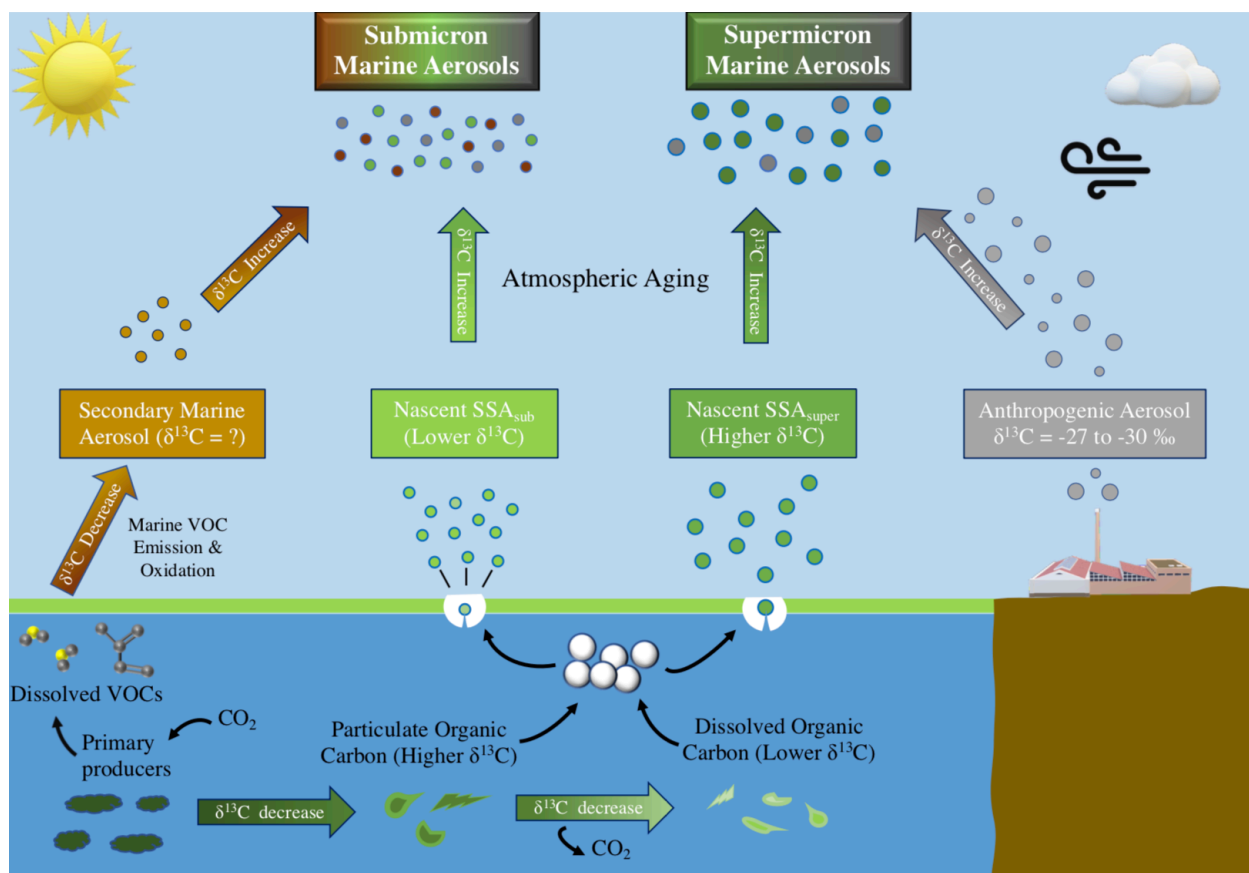 Submicron
Marine Aerosols
Supermicron
Marine Aerosols
δ¹³C Increase
δ¹³C Increase
δ¹³C Increase
δ¹³C Increase
Atmospheric Aging
Secondary Marine
Aerosol (δ¹³C = ?)
Nascent SSAsub
(Lower δ¹³C)
Nascent SSAsuper
(Higher δ¹³C)
Anthropogenic Aerosol
δ¹³C = -27 to -30 ‰
δ¹³C Decrease
Marine VOC
Emission &
Oxidation
Dissolved VOCs
CO₂
Primary
producers
Particulate Organic
Carbon (Higher δ¹³C)
Dissolved Organic
Carbon (Lower δ¹³C)
δ¹³C decrease
δ¹³C decrease
CO₂